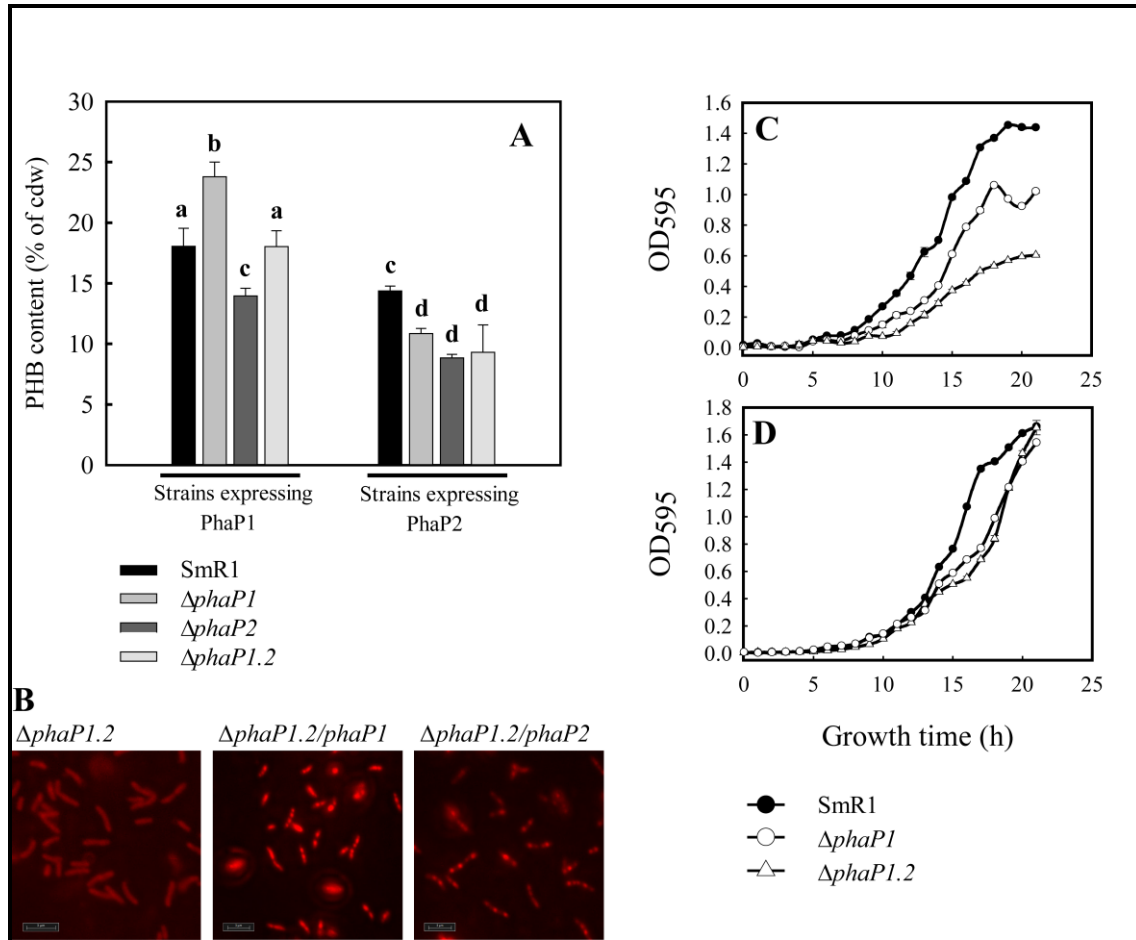 A
PHB content (% of cdw)
30
25
20
15
10
5
0
a
b
c
a
c
d
d
d
Strains expressing
PhaP1
Strains expressing
PhaP2
SmR1
ΔphaP1
ΔphaP2
ΔphaP1.2
B
ΔphaP1.2
ΔphaP1.2/phaP1
ΔphaP1.2/phaP2
C
OD595
1.6
1.4
1.2
1.0
0.8
0.6
0.4
0.2
0.0
0 5 10 15 20 25
D
OD595
1.8
1.6
1.4
1.2
1.0
0.8
0.6
0.4
0.2
0.0
0 5 10 15 20 25
Growth time (h)
SmR1
ΔphaP1
ΔphaP1.2